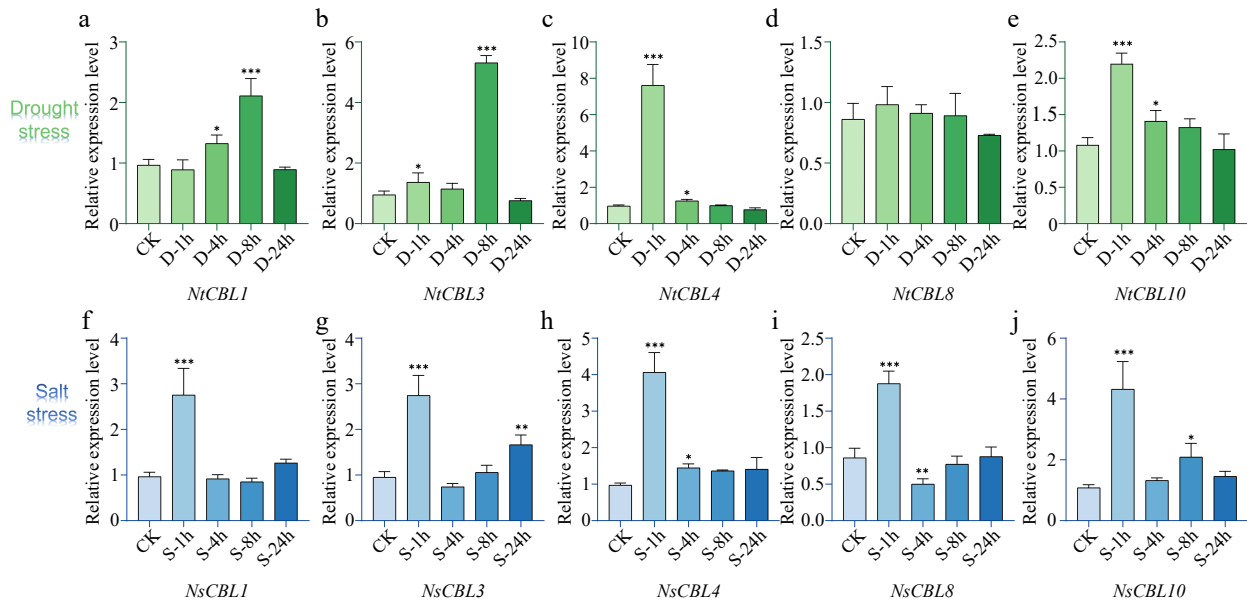 a
b
c
d
e
Drought
stress
Relative expression level
3
2
1
0
*
***
CK
D-1h
D-4h
D-8h
D-24h
NtCBL1
Relative expression level
6
4
2
0
*
***
CK
D-1h
D-4h
D-8h
D-24h
NtCBL3
Relative expression level
10
8
6
4
2
0
***
*
CK
D-1h
D-4h
D-8h
D-24h
NtCBL4
Relative expression level
1.5
1.0
0.5
0.0
CK
D-1h
D-4h
D-8h
D-24h
NtCBL8
Relative expression level
2.5
2.0
1.5
1.0
1.5
0.0
***
*
CK
D-1h
D-4h
D-8h
D-24h
NtCBL10
f
g
h
i
j
Salt
stress
Relative expression level
4
3
2
1
0
***
CK
S-1h
S-4h
S-8h
S-24h
NsCBL1
Relative expression level
4
3
2
1
0
***
**
CK
S-1h
S-4h
S-8h
S-24h
NsCBL3
Relative expression level
5
4
3
2
1
0
***
*
CK
S-1h
S-4h
S-8h
S-24h
NsCBL4
Relative expression level
2.5
2.0
1.5
1.0
0.5
0.0
***
**
CK
S-1h
S-4h
S-8h
S-24h
NsCBL8
Relative expression level
6
4
2
0
***
*
CK
S-1h
S-4h
S-8h
S-24h
NsCBL10